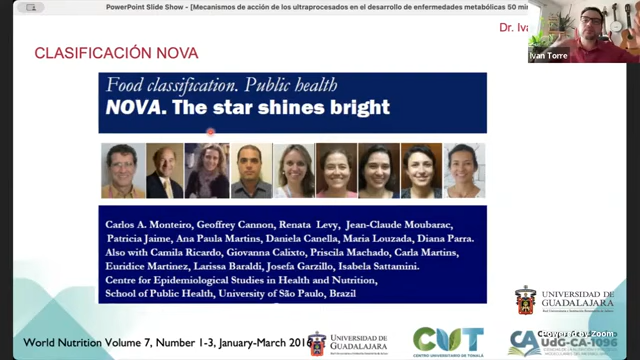 PowerPoint Slide Show - [Mecanismos de acción de los ultraprocesados en el desarrollo de enfermedades metabólicas 50 min
Dr. Iva
Ivan Torre
CLASIFICACIÓN NOVA
Food classification. Public health
NOVA. The star shines bright
Carlos A. Monteiro, Geoffrey Cannon, Renata Levy, Jean-Claude Moubarac,
Patricia Jaime, Ana Paula Martins, Daniela Canella, Maria Louzada, Diana Parra.
Also with Camila Ricardo, Giovanna Calixto, Priscila Machado, Carla Martins,
Euridice Martinez, Larissa Baraldi, Josefa Garzillo, Isabela Sattamini.
Centre for Epidemiological Studies in Health and Nutrition,
School of Public Health, University of São Paulo, Brazil
UNIVERSIDAD DE
GUADALAJARA
World Nutrition Volume 7, Number 1-3, January-March 2016
UNIVERSIDAD DE
GUADALAJARA
CUT
CENTRO UNIVERSITARIO DE TONALÁ
CA
UdG-CA-1096
Zoom